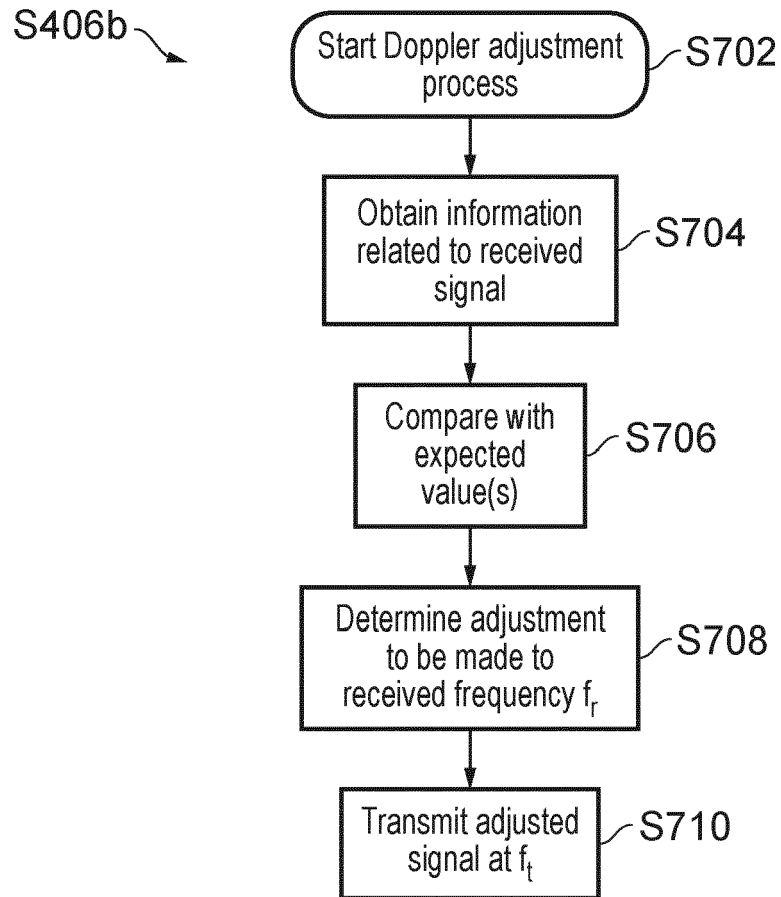 S406b
Start Doppler adjustment
process
S702
Obtain information
related to received
signal
S704
Compare with
expected
value(s)
S706
Determine adjustment
to be made to
received frequency fᵣ
S708
Transmit adjusted
signal at fₜ
S710